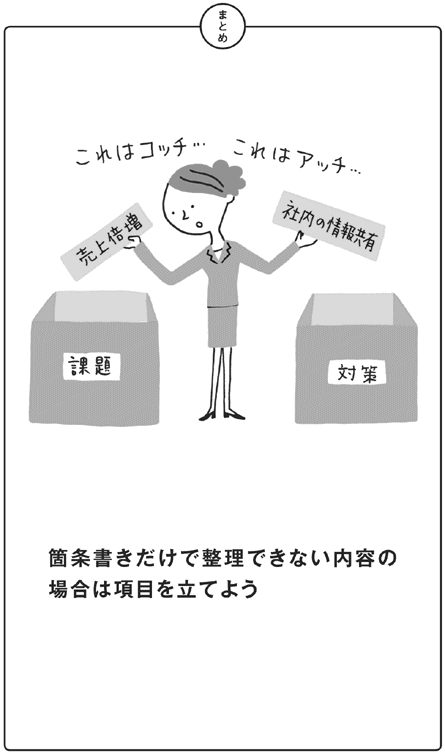 まとめ
これはコッチ… これはアッチ…
売上倍増
社内の情報共有
課題
対策
箇条書きだけで整理できない内容の
場合は項目を立てよう